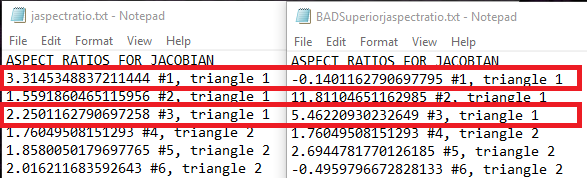 jaspectratio.txt - Notepad
File Edit Format View Help
ASPECT RATIOS FOR JACOBIAN
3.3145348837211444 #1, triangle 1
1.5591860465115956 #2, triangle 1
2.2501162790697258 #3, triangle 1
1.76049508151293 #4, triangle 2
1.8580050179697765 #5, triangle 2
2.016211683592643 #6, triangle 2
BADSuperiorjaspectratio.txt - Notepad
File Edit Format View Help
ASPECT RATIOS FOR JACOBIAN
-0.1401162790697795 #1, triangle 1
11.81104651162985 #2, triangle 1
5.46220930232649 #3, triangle 1
1.76049508151293 #4, triangle 2
2.6944781770126185 #5, triangle 2
-0.4959796672828133 #6, triangle 2